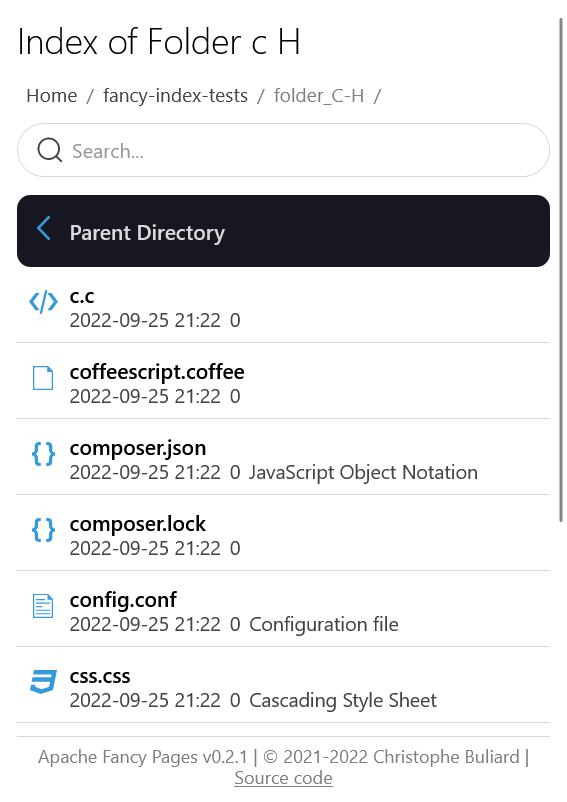 Index of Folder c H
Home / fancy-index-tests / folder_C-H /
Search...
Parent Directory
c.c
2022-09-25 21:22 0
coffeescript.coffee
2022-09-25 21:22 0
composer.json
2022-09-25 21:22 0 JavaScript Object Notation
composer.lock
2022-09-25 21:22 0
config.conf
2022-09-25 21:22 0 Configuration file
css.css
2022-09-25 21:22 0 Cascading Style Sheet
Apache Fancy Pages v0.2.1 | © 2021-2022 Christophe Buliard |
Source code